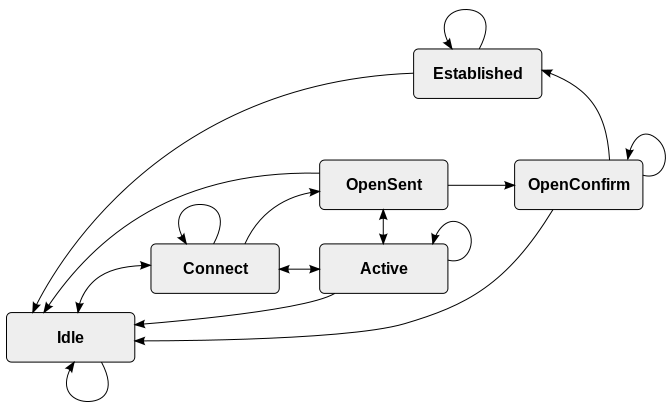 Established
OpenSent
OpenConfirm
Connect
Active
Idle